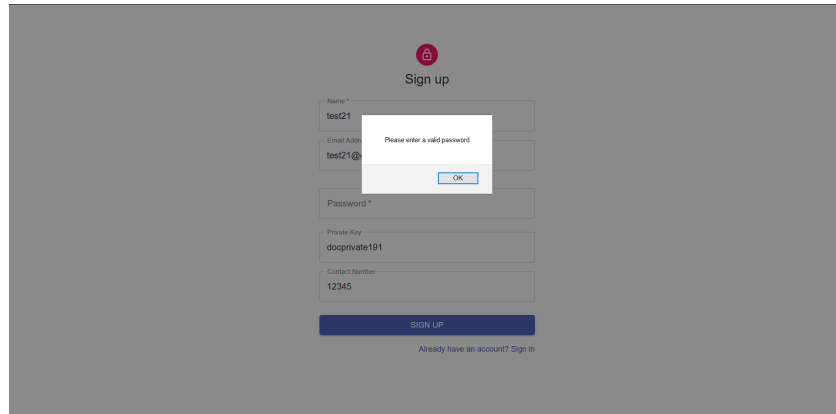 Sign up
Name *
test21
Please enter a valid password
Email
test21@
OK
Password *
Private Key
docprivate191
Contact Number
12345
SIGN UP
Already have an account? Sign in